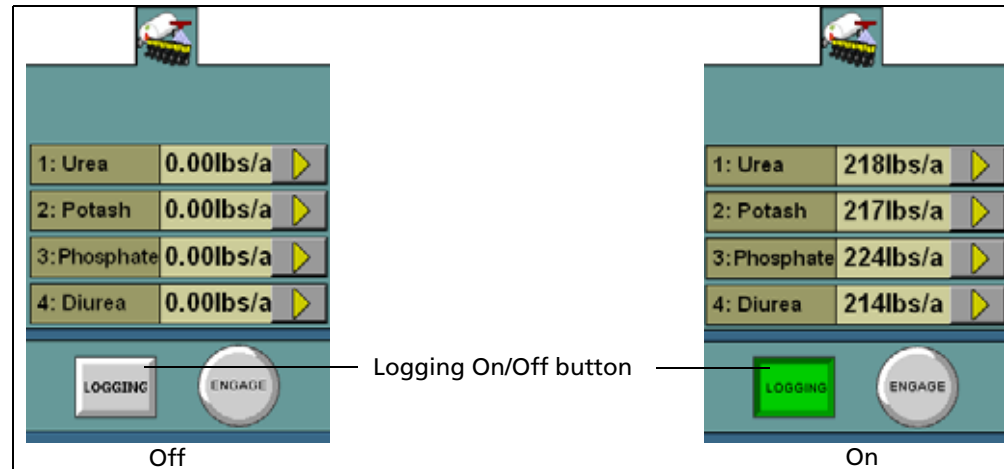 1: Urea 0.00lbs/a
2: Potash 0.00lbs/a
3:Phosphate 0.00lbs/a
4: Diurea 0.00lbs/a
LOGGING ENGAGE
Off
Logging On/Off button
1: Urea 218lbs/a
2: Potash 217lbs/a
3:Phosphate 224lbs/a
4: Diurea 214lbs/a
LOGGING ENGAGE
On